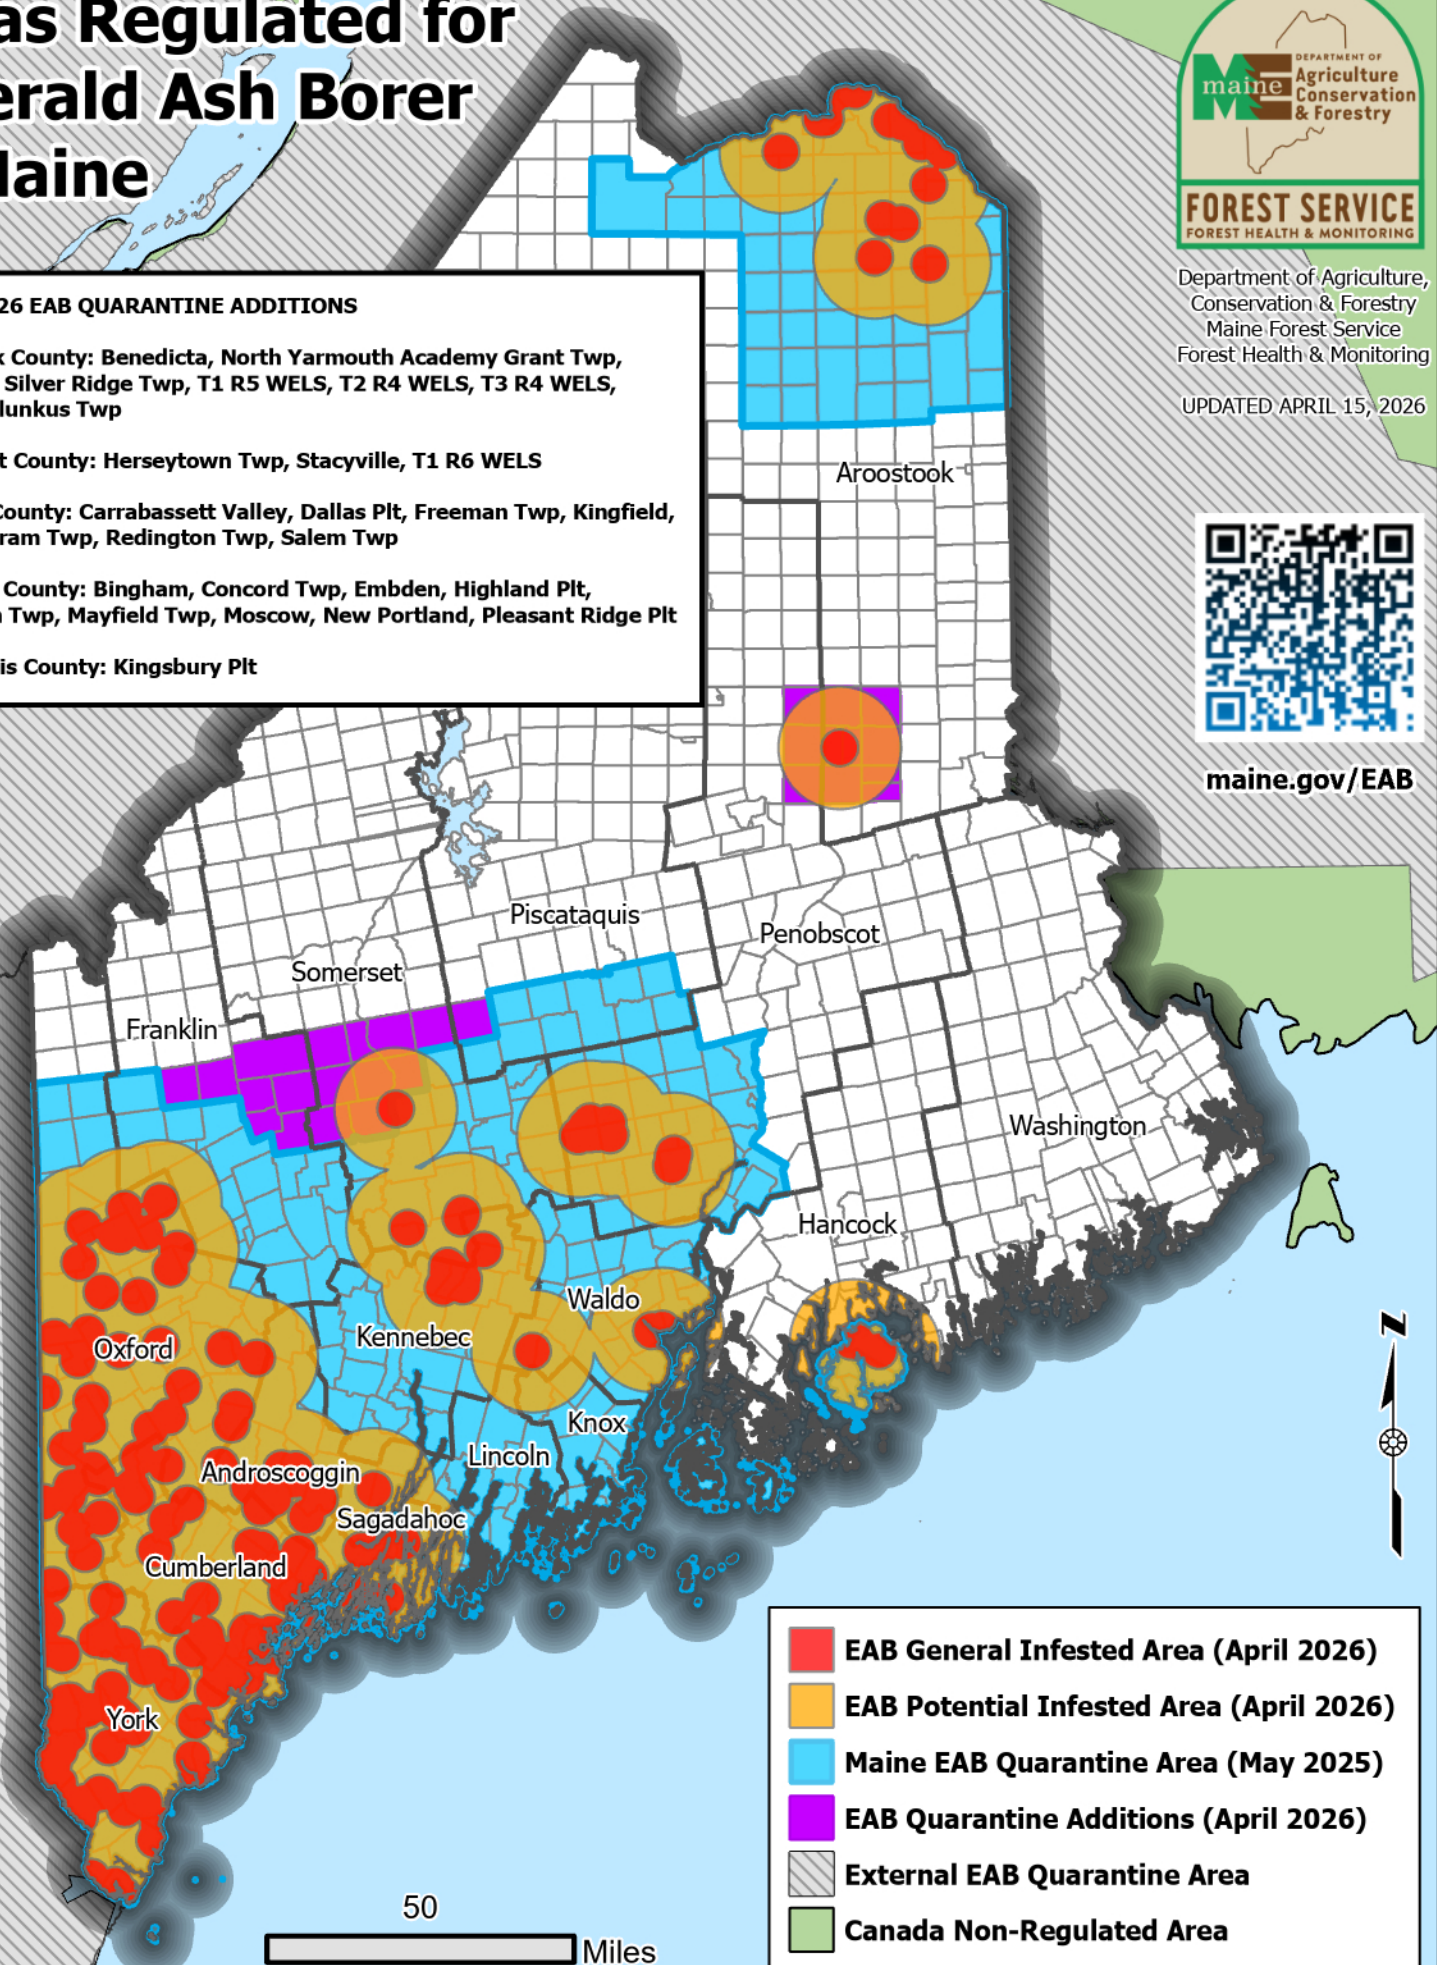 as Regulated for
erald Ash Borer
Maine
26 EAB QUARANTINE ADDITIONS
k County: Benedicta, North Yarmouth Academy Grant Twp,
Silver Ridge Twp, T1 R5 WELS, T2 R4 WELS, T3 R4 WELS,
lunkus Twp
t County: Herseytown Twp, Stacyville, T1 R6 WELS
County: Carrabassett Valley, Dallas Plt, Freeman Twp, Kingfield,
ram Twp, Redington Twp, Salem Twp
County: Bingham, Concord Twp, Embden, Highland Plt,
n Twp, Mayfield Twp, Moscow, New Portland, Pleasant Ridge Plt
is County: Kingsbury Plt
maine
DEPARTMENT OF
Agriculture
Conservation
& Forestry
FOREST SERVICE
FOREST HEALTH & MONITORING
Department of Agriculture,
Conservation & Forestry
Maine Forest Service
Forest Health & Monitoring
UPDATED APRIL 15, 2026
maine.gov/EAB
Aroostook
Piscataquis
Penobscot
Somerset
Franklin
Washington
Hancock
Waldo
Kennebec
Oxford
Knox
Lincoln
Androscoggin
Sagadahoc
Cumberland
York
N
EAB General Infested Area (April 2026)
EAB Potential Infested Area (April 2026)
Maine EAB Quarantine Area (May 2025)
EAB Quarantine Additions (April 2026)
External EAB Quarantine Area
Canada Non-Regulated Area
50
Miles